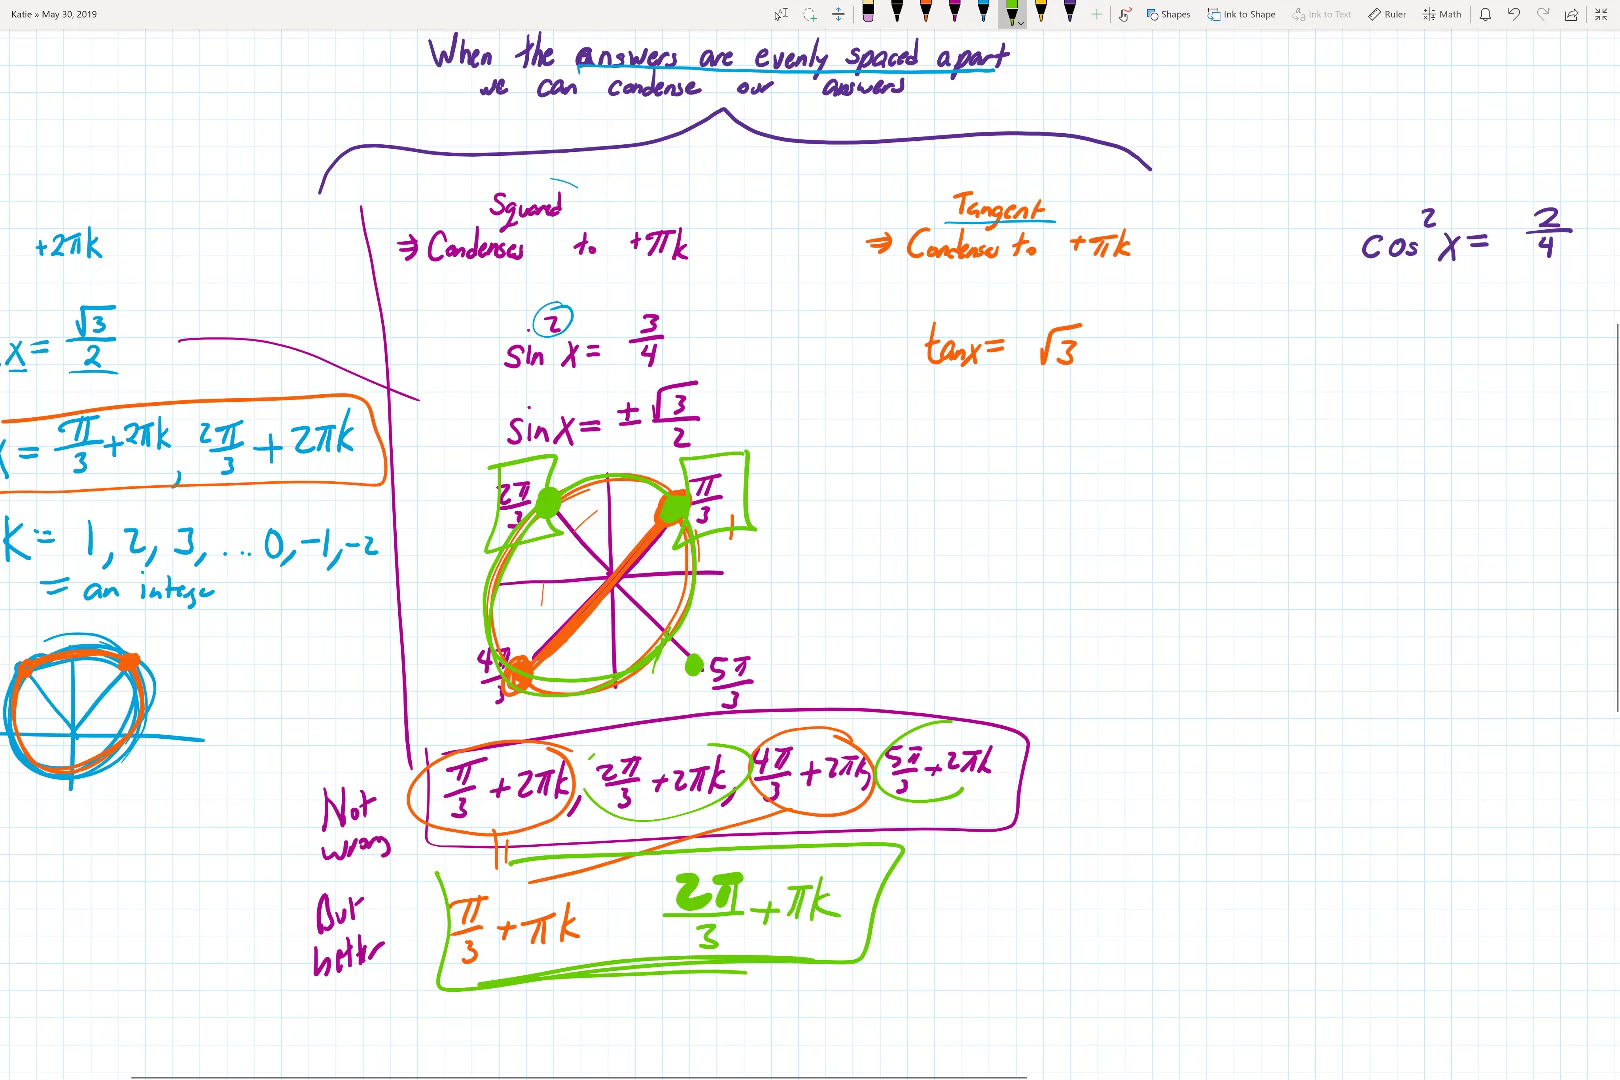 Katie » May 30, 2019
Shapes
Ink to Shape
Ink to Text
Ruler
Math
When the answers are evenly spaced apart
we can condense our answers
+2πk
x = √3/2
x = π/3 + 2πk, 2π/3 + 2πk
K = 1, 2, 3, ... 0, -1, -2
= an integer
Squared
⇒ Condenses to +πk
sin² x = 3/4
sin x = ± √3/2
2π/3
π/3
4π/3
5π/3
Not wrong
π/3 + 2πk, 2π/3 + 2πk, 4π/3 + 2πk, 5π/3 + 2πk
But better
π/3 + πk
2π/3 + πk
Tangent
⇒ Condenses to +πk
tan x = √3
cos² x = 2/4